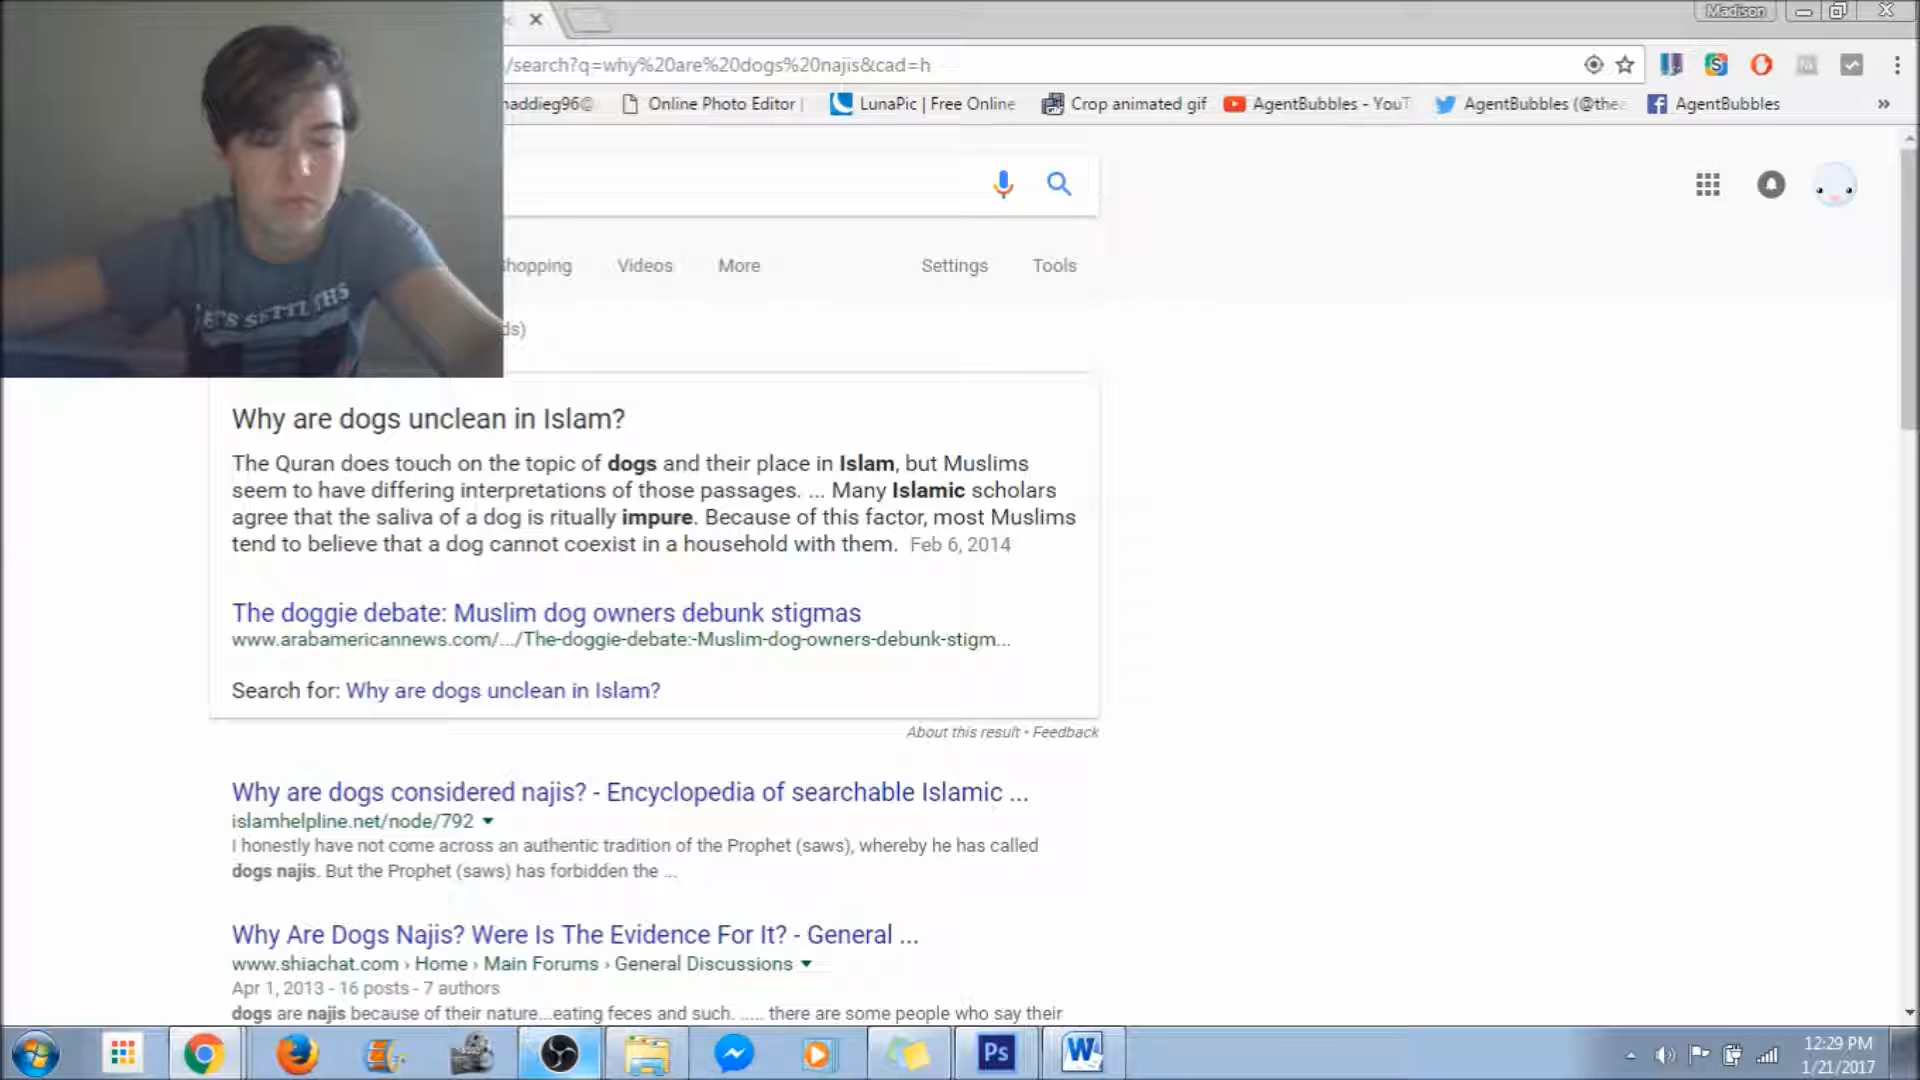 Madison
/search?q=why%20are%20dogs%20najis&cad=h
naddieg96@
Online Photo Editor |
LunaPic | Free Online
Crop animated gif
AgentBubbles - YouT
AgentBubbles (@thea
AgentBubbles
»
Videos
More
Settings
Tools
ds)
Why are dogs unclean in Islam?
The Quran does touch on the topic of dogs and their place in Islam, but Muslims
seem to have differing interpretations of those passages. ... Many Islamic scholars
agree that the saliva of a dog is ritually impure. Because of this factor, most Muslims
tend to believe that a dog cannot coexist in a household with them. Feb 6, 2014
The doggie debate: Muslim dog owners debunk stigmas
www.arabamericannews.com/.../The-doggie-debate:-Muslim-dog-owners-debunk-stigm...
Search for: Why are dogs unclean in Islam?
About this result • Feedback
Why are dogs considered najis? - Encyclopedia of searchable Islamic ...
islamhelpline.net/node/792
I honestly have not come across an authentic tradition of the Prophet (saws), whereby he has called
dogs najis. But the Prophet (saws) has forbidden the ...
Why Are Dogs Najis? Were Is The Evidence For It? - General ...
www.shiachat.com › Home › Main Forums › General Discussions
Apr 1, 2013 - 16 posts - 7 authors
dogs are najis because of their nature...eating feces and such. ..... there are some people who say their
Ps
W
12:29 PM
1/21/2017